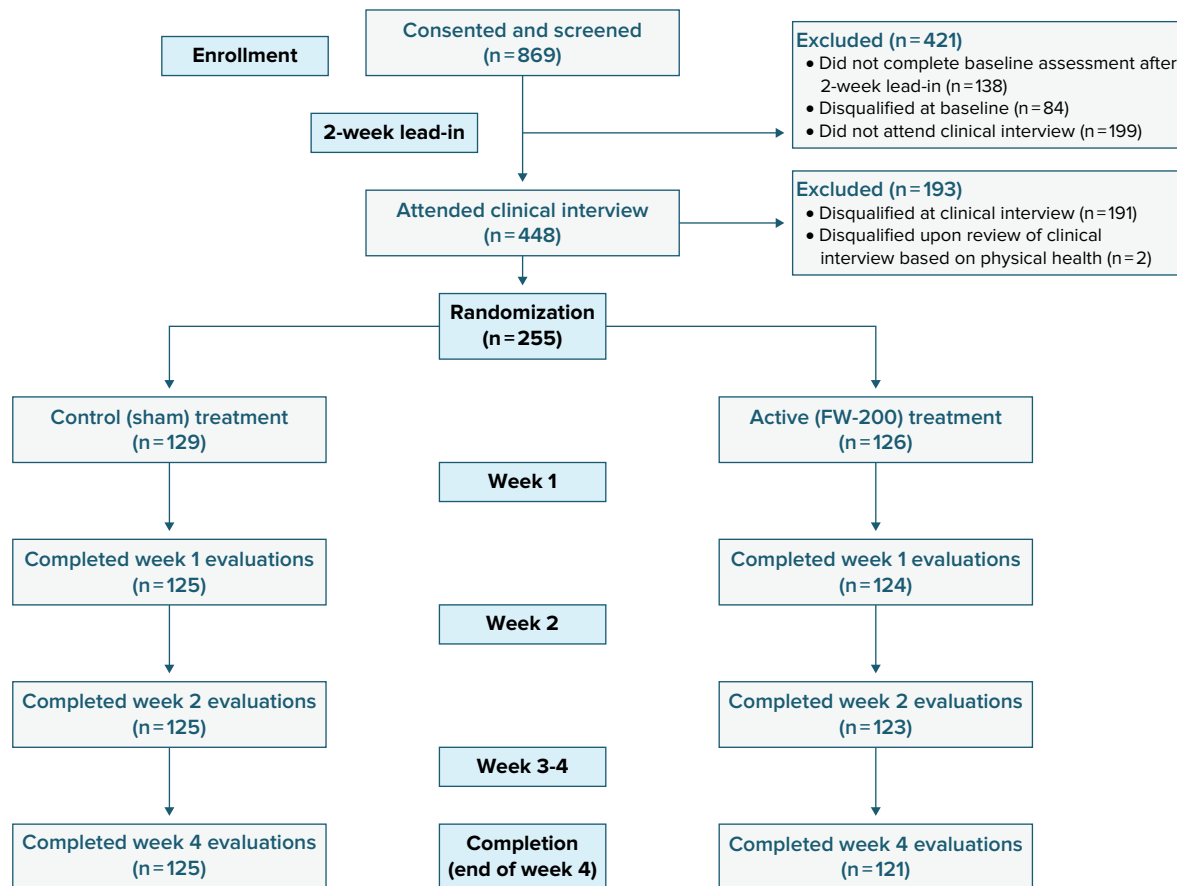 Enrollment
Consented and screened
(n=869)
Excluded (n=421)
• Did not complete baseline assessment after
2-week lead-in (n=138)
• Disqualified at baseline (n=84)
• Did not attend clinical interview (n=199)
2-week lead-in
Attended clinical interview
(n=448)
Excluded (n=193)
• Disqualified at clinical interview (n=191)
• Disqualified upon review of clinical
interview based on physical health (n=2)
Randomization
(n=255)
Control (sham) treatment
(n=129)
Active (FW-200) treatment
(n=126)
Week 1
Completed week 1 evaluations
(n=125)
Completed week 1 evaluations
(n=124)
Week 2
Completed week 2 evaluations
(n=125)
Completed week 2 evaluations
(n=123)
Week 3-4
Completed week 4 evaluations
(n=125)
Completion
(end of week 4)
Completed week 4 evaluations
(n=121)